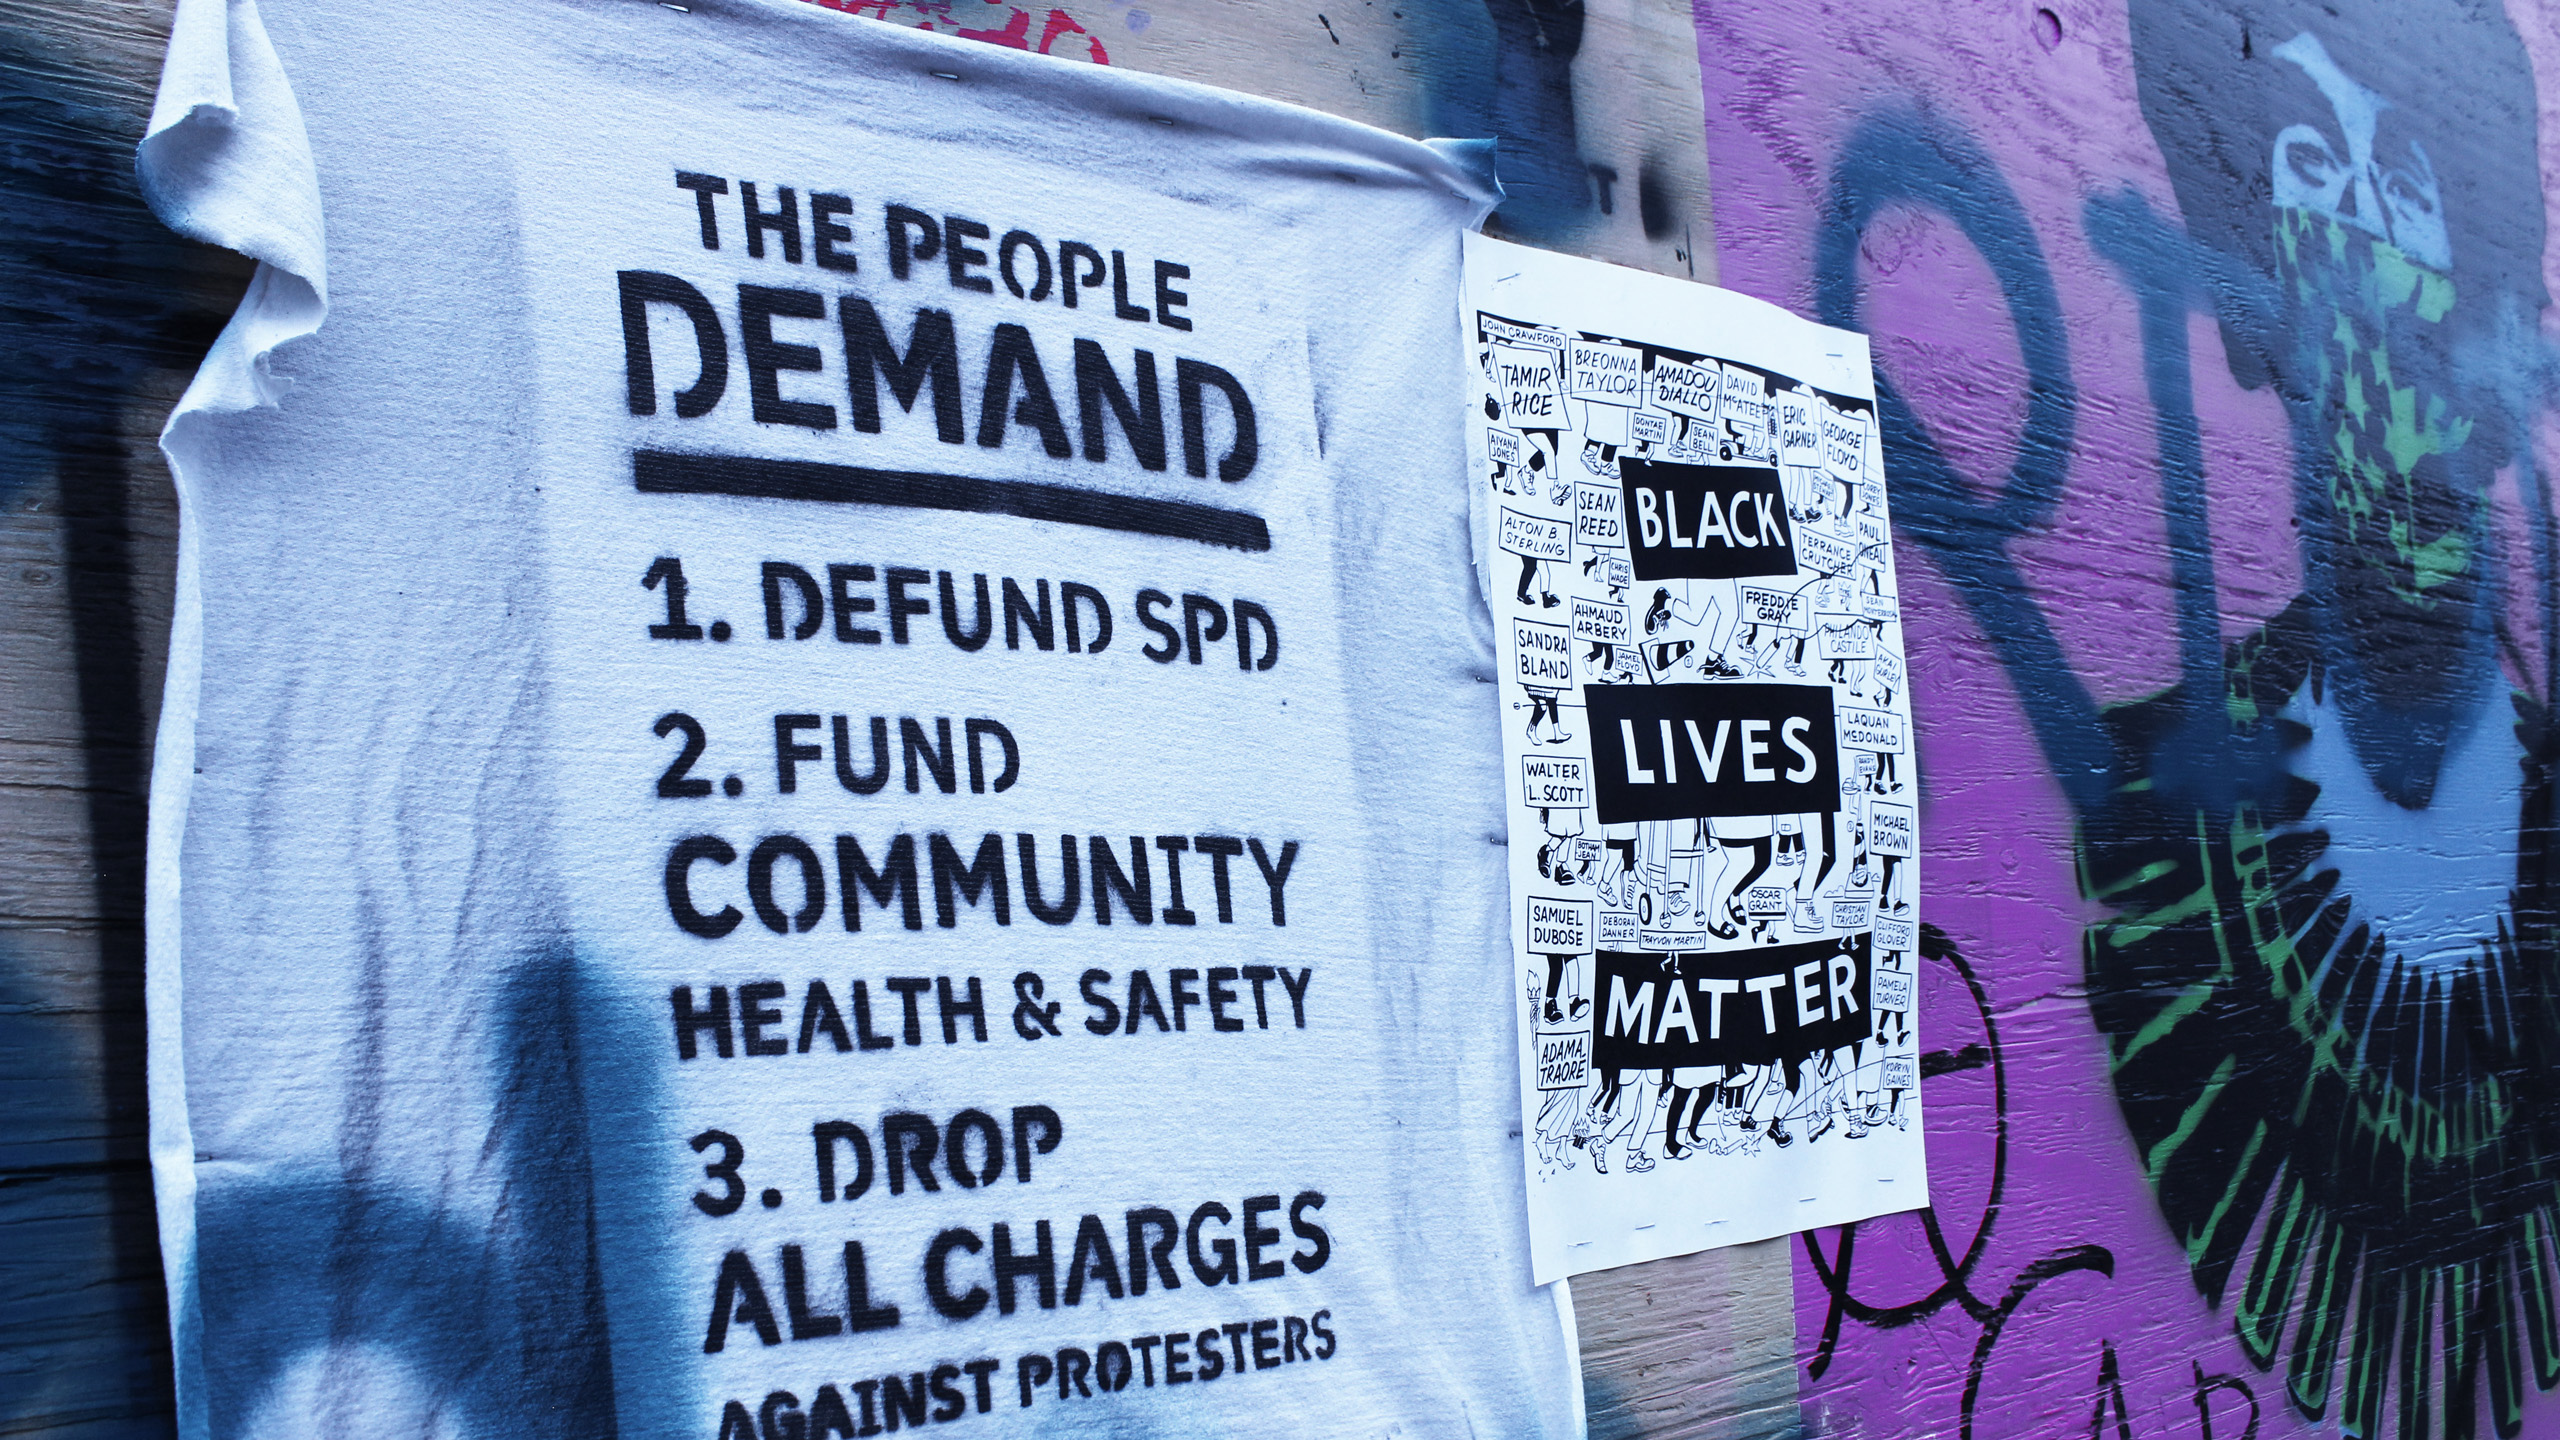 THE PEOPLE
DEMAND
1. DEFUND SPD
2. FUND
COMMUNITY
HEALTH & SAFETY
3. DROP
ALL CHARGES
AGAINST PROTESTERS
JOHN CRAWFORD
TAMIR
RICE
BREONNA
TAYLOR
AMADOU
DIALLO
DAVID
McATEE
ERIC
GARNER
GEORGE
FLOYD
AIYANA
JONES
DONTAE
MARTIN
SEAN
BELL
COREY
JONES
BLACK
SEAN
REED
ALTON B.
STERLING
CHRIS
WADE
TERRANCE
CRUTCHER
PAUL
ONEAL
AHMAUD
ARBERY
FREDDIE
GRAY
SEAN
MONTERROSA
PHILANDO
CASTILE
SANDRA
BLAND
JAMEL
FLOYD
AKAI
GURLEY
LIVES
LAQUAN
McDONALD
WALTER
L. SCOTT
MICHAEL
BROWN
BOTHAM
JEAN
OSCAR
GRANT
CHRISTIAN
TAYLOR
SAMUEL
DUBOSE
DEBORAH
DANNER
TRAYVON MARTIN
CLIFFORD
GLOVER
MATTER
PAMELA
TURNER
ADAMA
TRAORE
KORRYN
GAINES